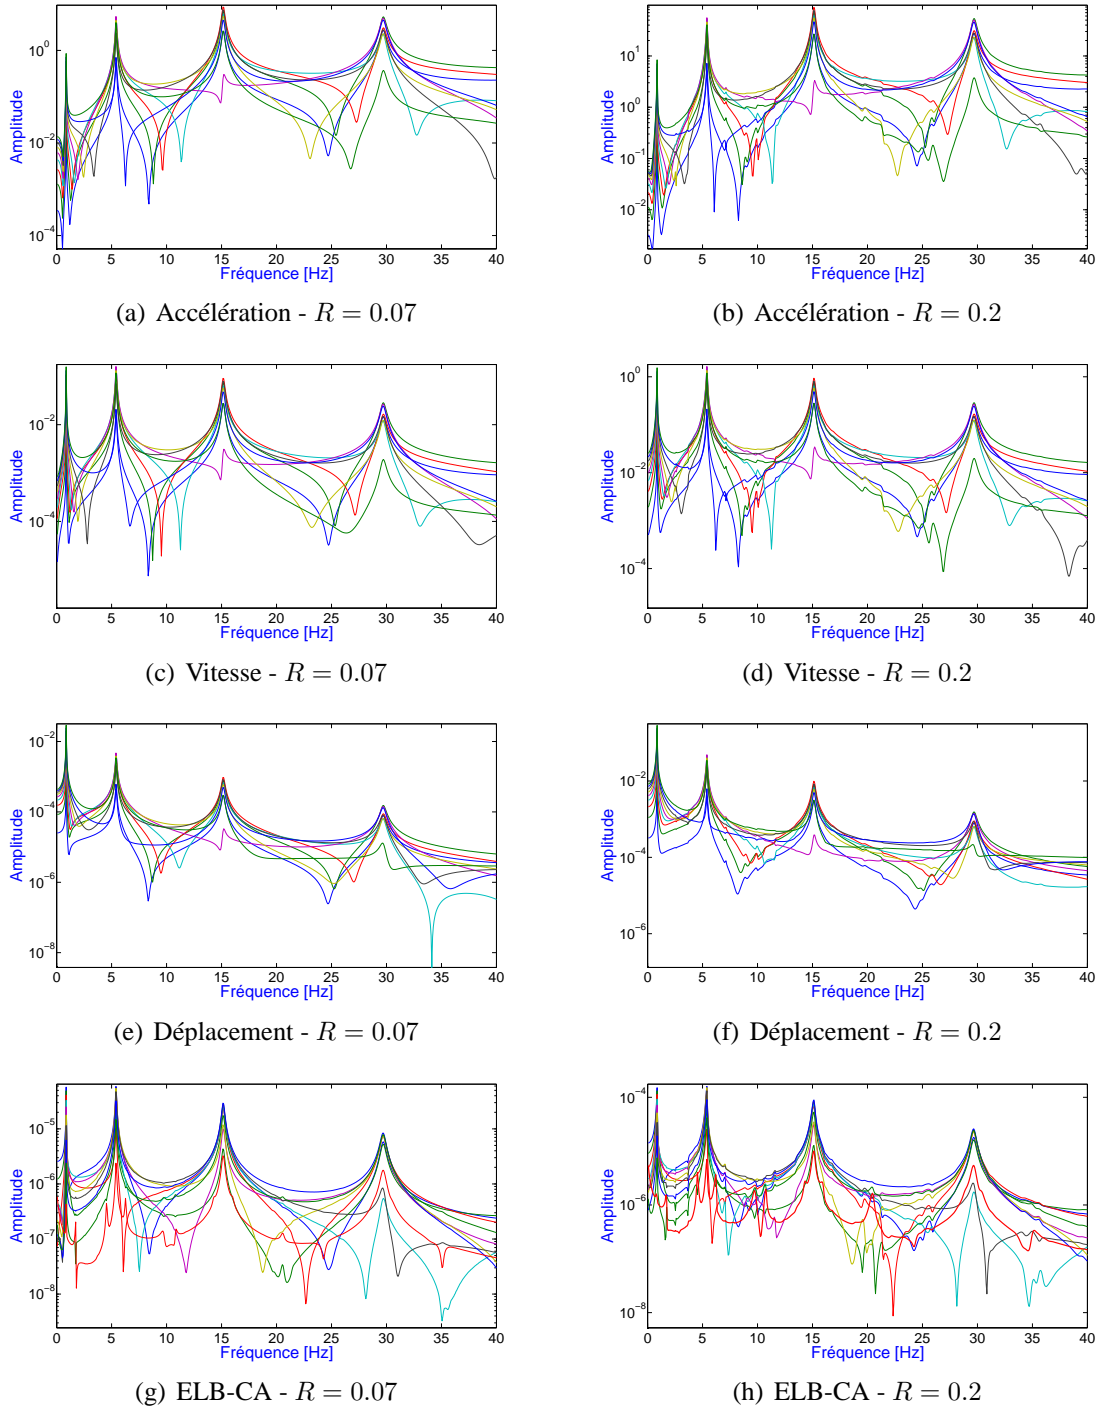 10^0
10^-2
10^-4
Amplitude
0 5 10 15 20 25 30 35 40
Fréquence [Hz]
(a) Accélération - R = 0.07
10^1
10^0
10^-1
10^-2
Amplitude
0 5 10 15 20 25 30 35 40
Fréquence [Hz]
(b) Accélération - R = 0.2
10^-2
10^-4
Amplitude
0 5 10 15 20 25 30 35 40
Fréquence [Hz]
(c) Vitesse - R = 0.07
10^0
10^-2
10^-4
Amplitude
0 5 10 15 20 25 30 35 40
Fréquence [Hz]
(d) Vitesse - R = 0.2
10^-2
10^-4
10^-6
10^-8
Amplitude
0 5 10 15 20 25 30 35 40
Fréquence [Hz]
(e) Déplacement - R = 0.07
10^-2
10^-4
10^-6
Amplitude
0 5 10 15 20 25 30 35 40
Fréquence [Hz]
(f) Déplacement - R = 0.2
10^-5
10^-6
10^-7
10^-8
Amplitude
0 5 10 15 20 25 30 35 40
Fréquence [Hz]
(g) ELB-CA - R = 0.07
10^-4
10^-6
10^-8
Amplitude
0 5 10 15 20 25 30 35 40
Fréquence [Hz]
(h) ELB-CA - R = 0.2